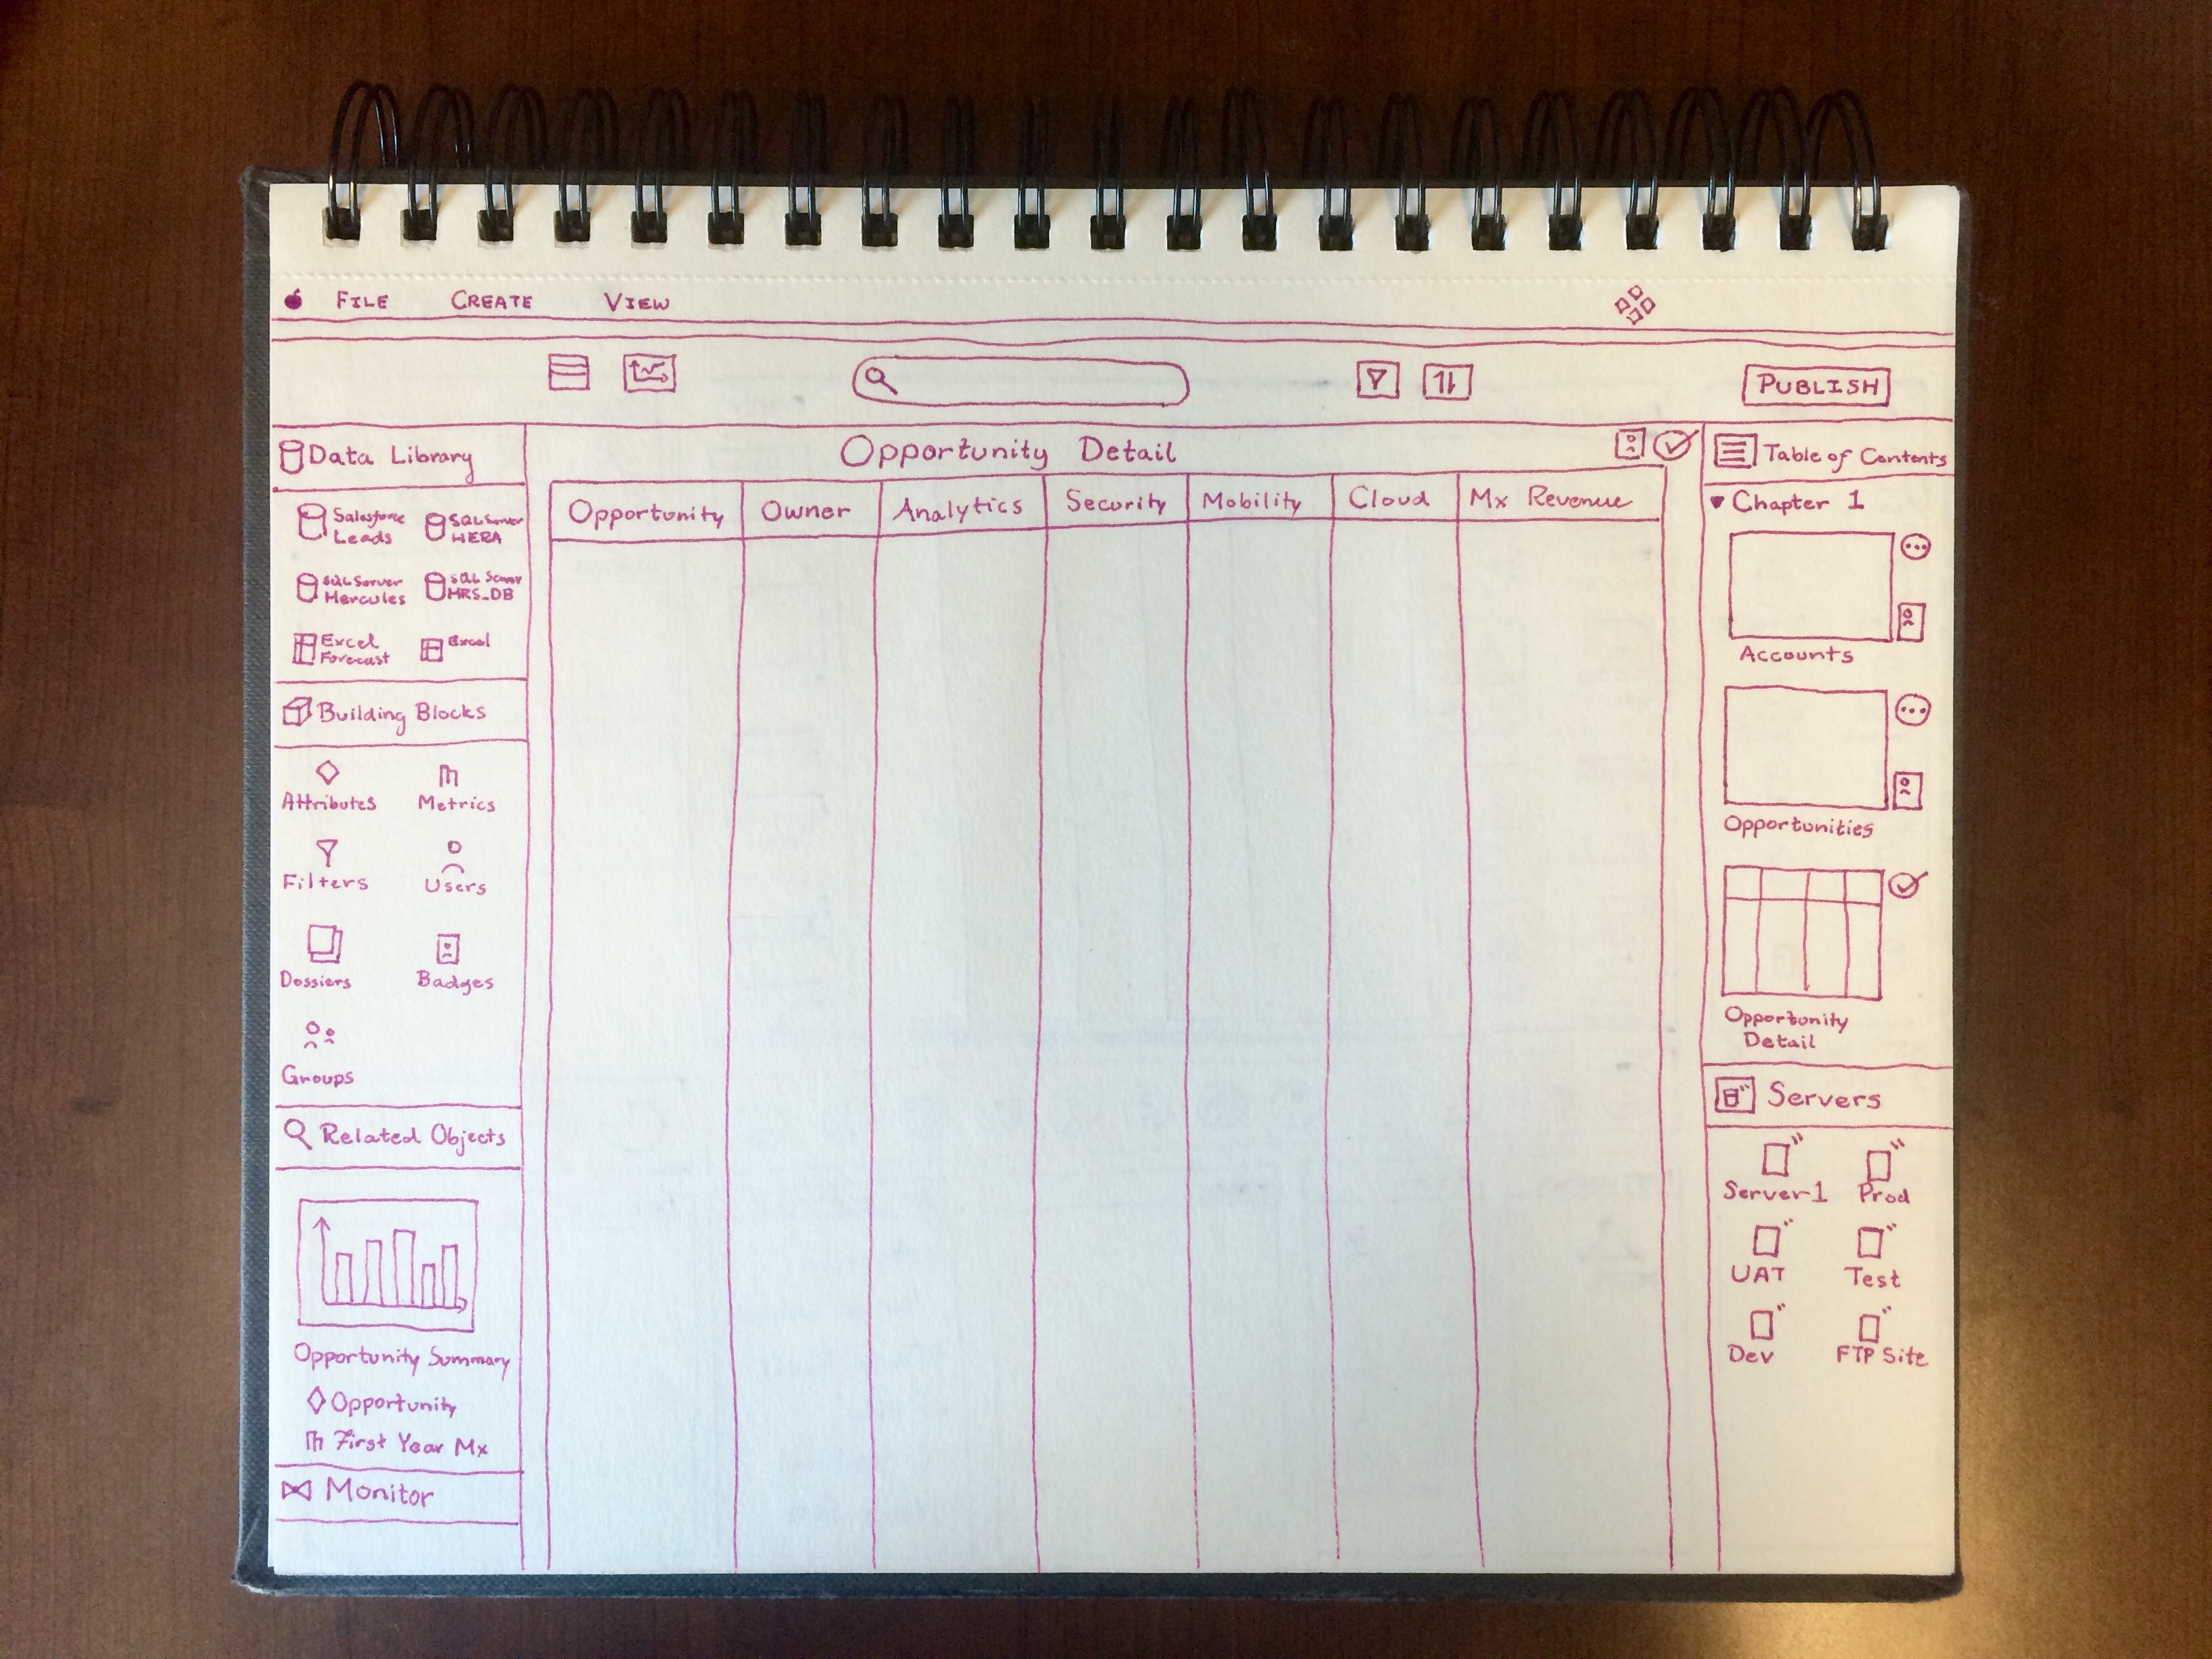 FILE CREATE VIEW
PUBLISH
Data Library
Salesforce
Leads
SQL Server
HERA
SQL Server
Hercules
SQL Server
MRS_DB
Excel
Forecast
Excel
Building Blocks
Attributes
Metrics
Filters
Users
Dossiers
Badges
Groups
Related Objects
Opportunity Summary
Opportunity
First Year Mx
Monitor
Opportunity Detail
Opportunity Owner Analytics Security Mobility Cloud Mx Revenue
Table of Contents
Chapter 1
Accounts
Opportunities
Opportunity
Detail
Servers
Server1
Prod
UAT
Test
Dev
FTP Site